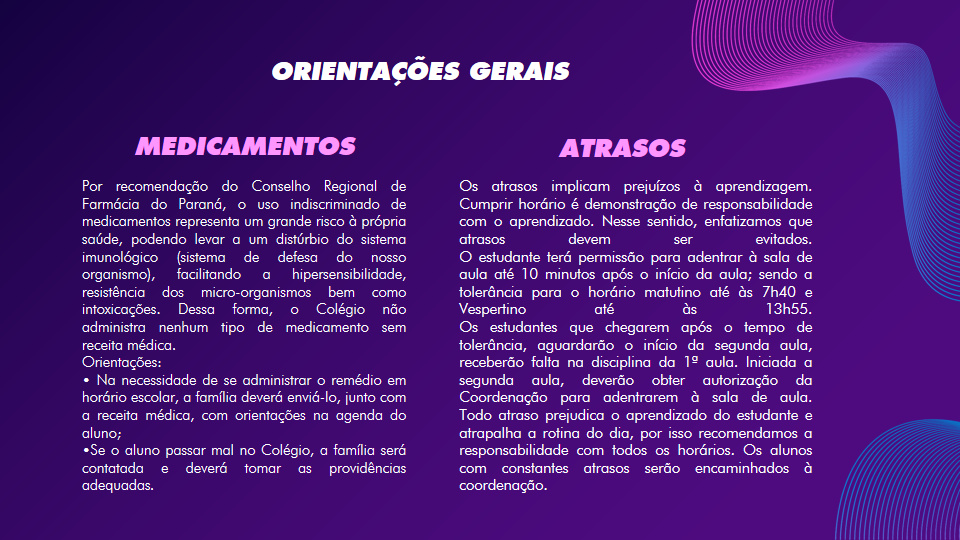 ORIENTAÇÕES GERAIS
MEDICAMENTOS
Por recomendação do Conselho Regional de
Farmácia do Paraná, o uso indiscriminado de
medicamentos representa um grande risco à própria
saúde, podendo levar a um distúrbio do sistema
imunológico (sistema de defesa do nosso
organismo), facilitando a hipersensibilidade,
resistência dos micro-organismos bem como
intoxicações. Dessa forma, o Colégio não
administra nenhum tipo de medicamento sem
receita médica.
Orientações:
• Na necessidade de se administrar o remédio em
horário escolar, a família deverá enviá-lo, junto com
a receita médica, com orientações na agenda do
aluno;
•Se o aluno passar mal no Colégio, a família será
contatada e deverá tomar as providências
adequadas.
ATRASOS
Os atrasos implicam prejuízos à aprendizagem.
Cumprir horário é demonstração de responsabilidade
com o aprendizado. Nesse sentido, enfatizamos que
atrasos devem ser evitados.
O estudante terá permissão para adentrar à sala de
aula até 10 minutos após o início da aula; sendo a
tolerância para o horário matutino até às 7h40 e
Vespertino até às 13h55.
Os estudantes que chegarem após o tempo de
tolerância, aguardarão o início da segunda aula,
receberão falta na disciplina da 1ª aula. Iniciada a
segunda aula, deverão obter autorização da
Coordenação para adentrarem à sala de aula.
Todo atraso prejudica o aprendizado do estudante e
atrapalha a rotina do dia, por isso recomendamos a
responsabilidade com todos os horários. Os alunos
com constantes atrasos serão encaminhados à
coordenação.